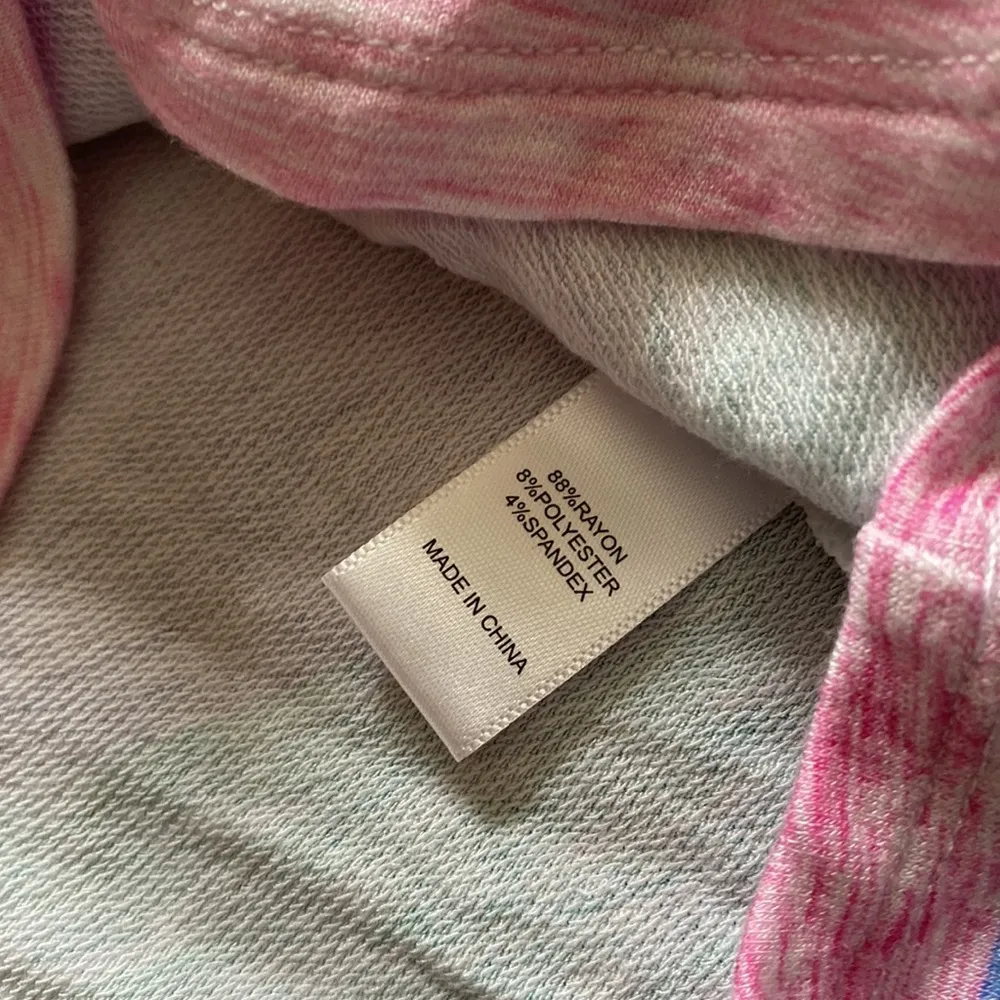 88%RAYON
8%POLYESTER
4%SPANDEX
MADE IN CHINA